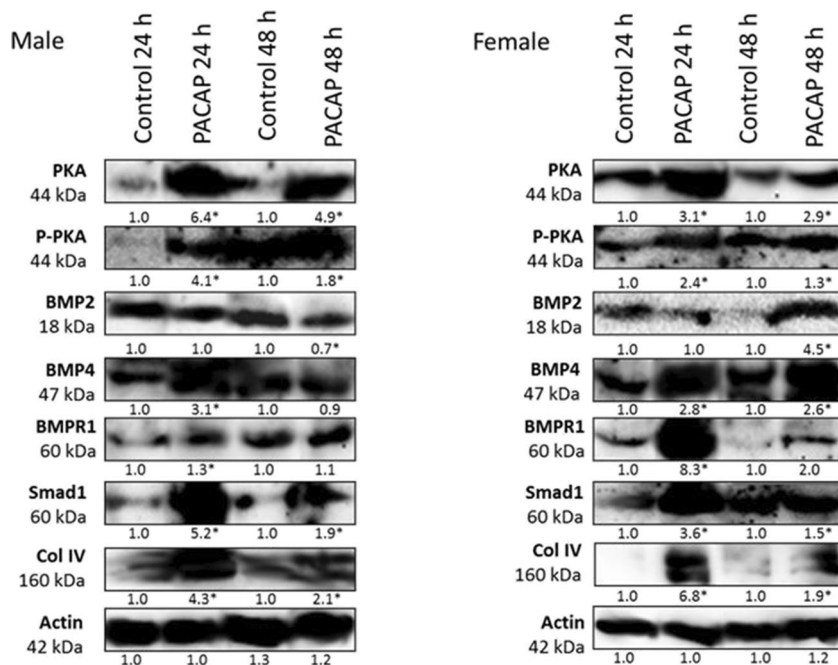 Male
Control 24 h
PACAP 24 h
Control 48 h
PACAP 48 h
PKA
44 kDa
1.0 6.4* 1.0 4.9*
P-PKA
44 kDa
1.0 4.1* 1.0 1.8*
BMP2
18 kDa
1.0 1.0 1.0 0.7*
BMP4
47 kDa
1.0 3.1* 1.0 0.9
BMPR1
60 kDa
1.0 1.3* 1.0 1.1
Smad1
60 kDa
1.0 5.2* 1.0 1.9*
Col IV
160 kDa
1.0 4.3* 1.0 2.1*
Actin
42 kDa
1.0 1.0 1.3 1.2
Female
Control 24 h
PACAP 24 h
Control 48 h
PACAP 48 h
PKA
44 kDa
1.0 3.1* 1.0 2.9*
P-PKA
44 kDa
1.0 2.4* 1.0 1.3*
BMP2
18 kDa
1.0 1.0 1.0 4.5*
BMP4
47 kDa
1.0 2.8* 1.0 2.6*
BMPR1
60 kDa
1.0 8.3* 1.0 2.0
Smad1
60 kDa
1.0 3.6* 1.0 1.5*
Col IV
160 kDa
1.0 6.8* 1.0 1.9*
Actin
42 kDa
1.0 1.0 1.0 1.2